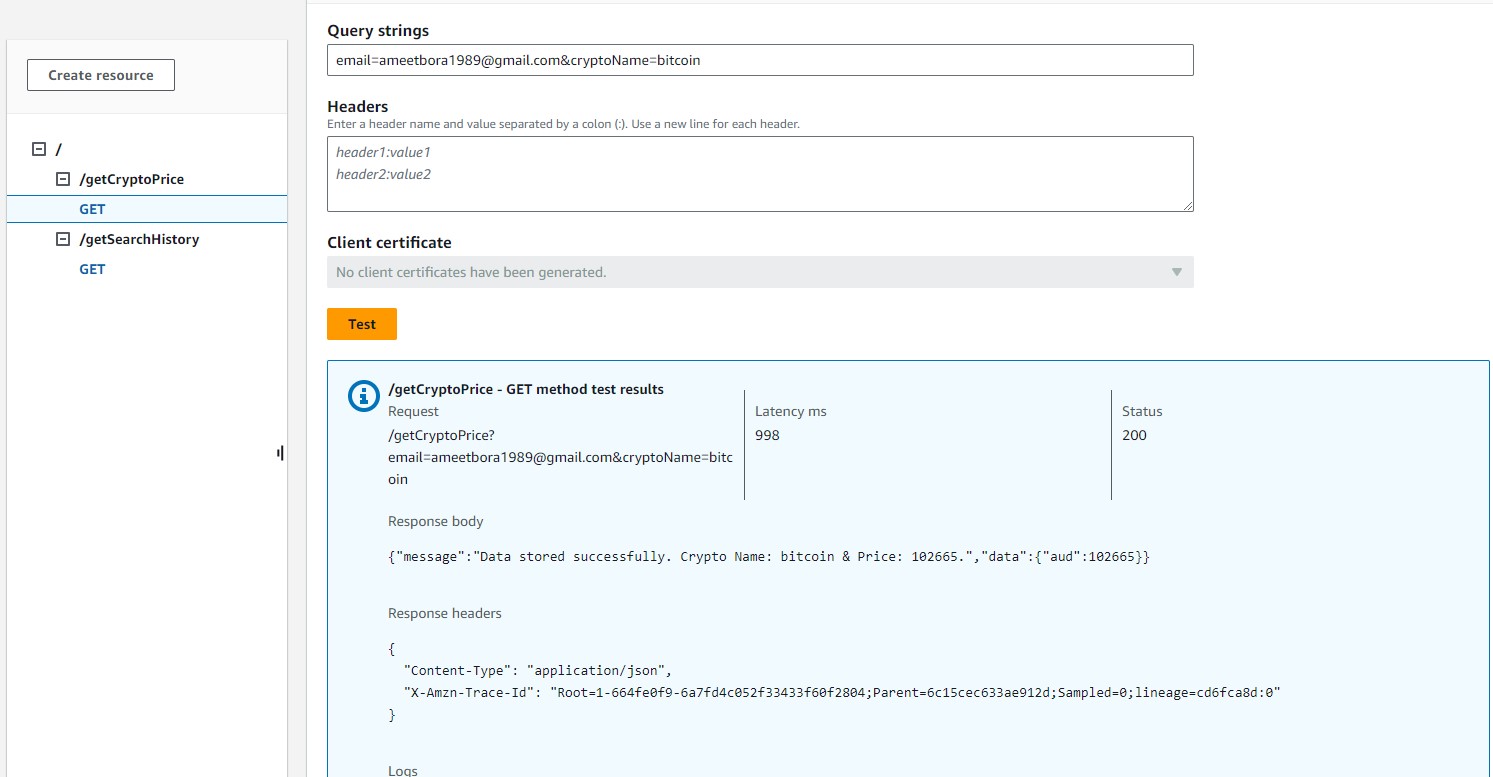 Create resource
/
/getCryptoPrice
GET
/getSearchHistory
GET
Query strings
email=ameetbora1989@gmail.com&cryptoName=bitcoin
Headers
Enter a header name and value separated by a colon (:). Use a new line for each header.
header1:value1
header2:value2
Client certificate
No client certificates have been generated.
Test
/getCryptoPrice - GET method test results
Request
/getCryptoPrice?
email=ameetbora1989@gmail.com&cryptoName=bitc
oin
Latency ms
998
Status
200
Response body
{"message":"Data stored successfully. Crypto Name: bitcoin & Price: 102665.","data":{"aud":102665}}
Response headers
{
"Content-Type": "application/json",
"X-Amzn-Trace-Id": "Root=1-664fe0f9-6a7fd4c052f33433f60f2804;Parent=6c15cec633ae912d;Sampled=0;lineage=cd6fca8d:0"
}
Logs